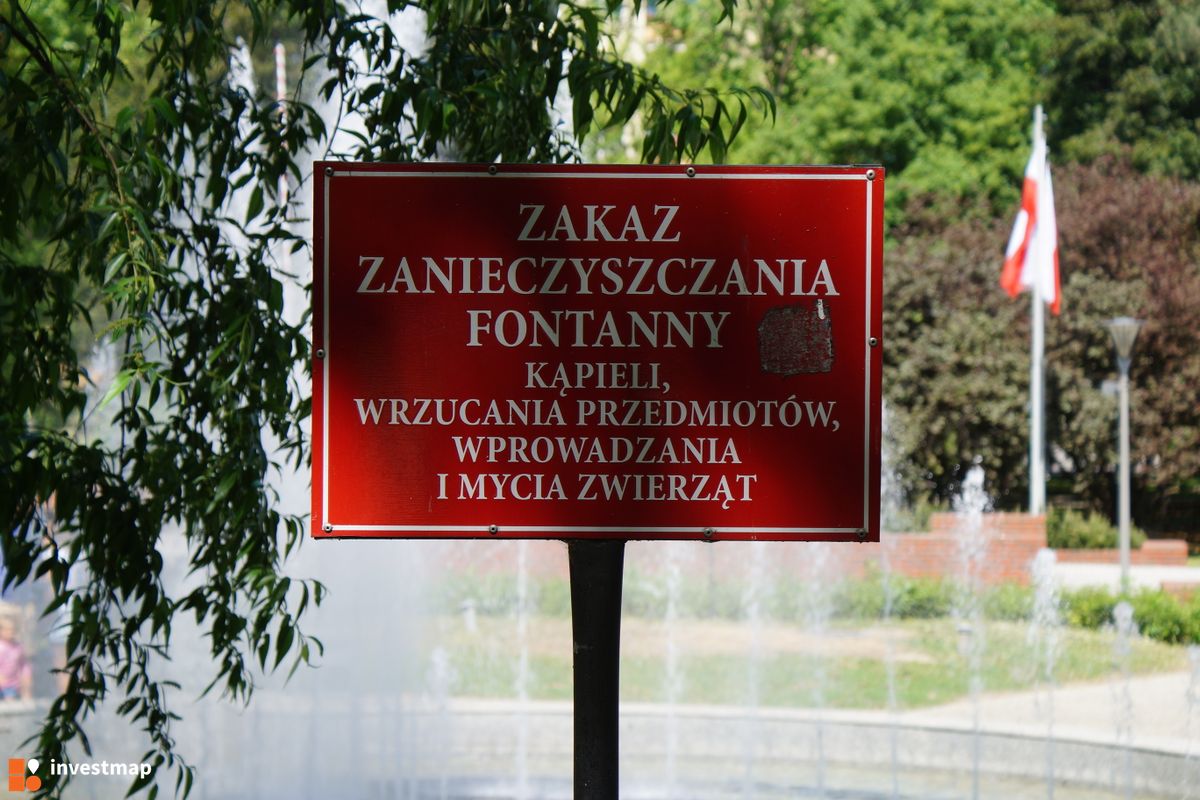 ZAKAZ
ZANIECZYSZCZANIA
FONTANNY
KĄPIELI,
WRZUCANIA PRZEDMIOTÓW,
WPROWADZANIA
I MYCIA ZWIERZĄT
investmap